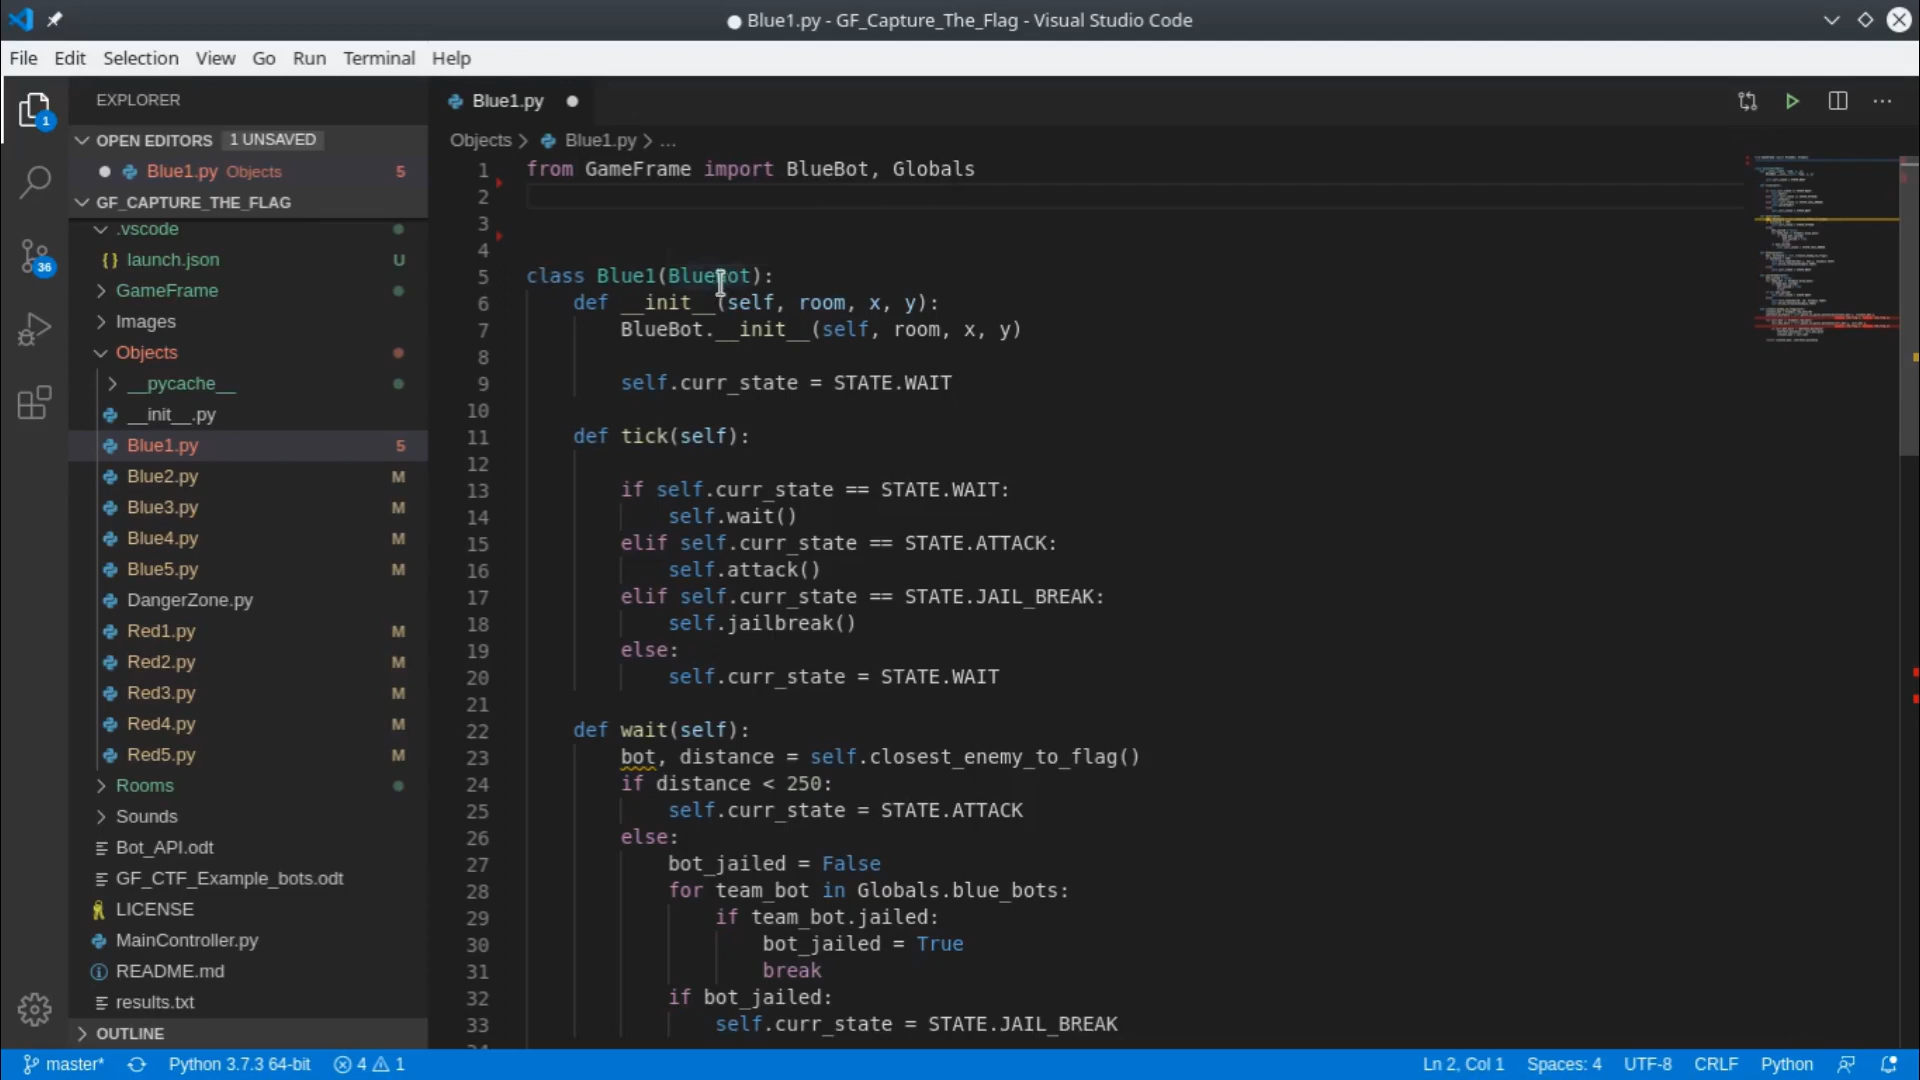 Blue1.py - GF_Capture_The_Flag - Visual Studio Code
File Edit Selection View Go Run Terminal Help
1
EXPLORER
OPEN EDITORS 1 UNSAVED
Blue1.py Objects 5
GF_CAPTURE_THE_FLAG
.vscode
{} launch.json U
36
GameFrame
Images
Objects
__pycache__
__init__.py
Blue1.py 5
Blue2.py M
Blue3.py M
Blue4.py M
Blue5.py M
DangerZone.py
Red1.py M
Red2.py M
Red3.py M
Red4.py M
Red5.py M
Rooms
Sounds
Bot_API.odt
GF_CTF_Example_bots.odt
LICENSE
MainController.py
README.md
results.txt
OUTLINE
Blue1.py
Objects > Blue1.py > ...
1 from GameFrame import BlueBot, Globals
2
3
4
5 class Blue1(BlueBot):
6 def __init__(self, room, x, y):
7 BlueBot.__init__(self, room, x, y)
8
9 self.curr_state = STATE.WAIT
10
11 def tick(self):
12
13 if self.curr_state == STATE.WAIT:
14 self.wait()
15 elif self.curr_state == STATE.ATTACK:
16 self.attack()
17 elif self.curr_state == STATE.JAIL_BREAK:
18 self.jailbreak()
19 else:
20 self.curr_state = STATE.WAIT
21
22 def wait(self):
23 bot, distance = self.closest_enemy_to_flag()
24 if distance < 250:
25 self.curr_state = STATE.ATTACK
26 else:
27 bot_jailed = False
28 for team_bot in Globals.blue_bots:
29 if team_bot.jailed:
30 bot_jailed = True
31 break
32 if bot_jailed:
33 self.curr_state = STATE.JAIL_BREAK
master* Python 3.7.3 64-bit 4 1 Ln 2, Col 1 Spaces: 4 UTF-8 CRLF Python